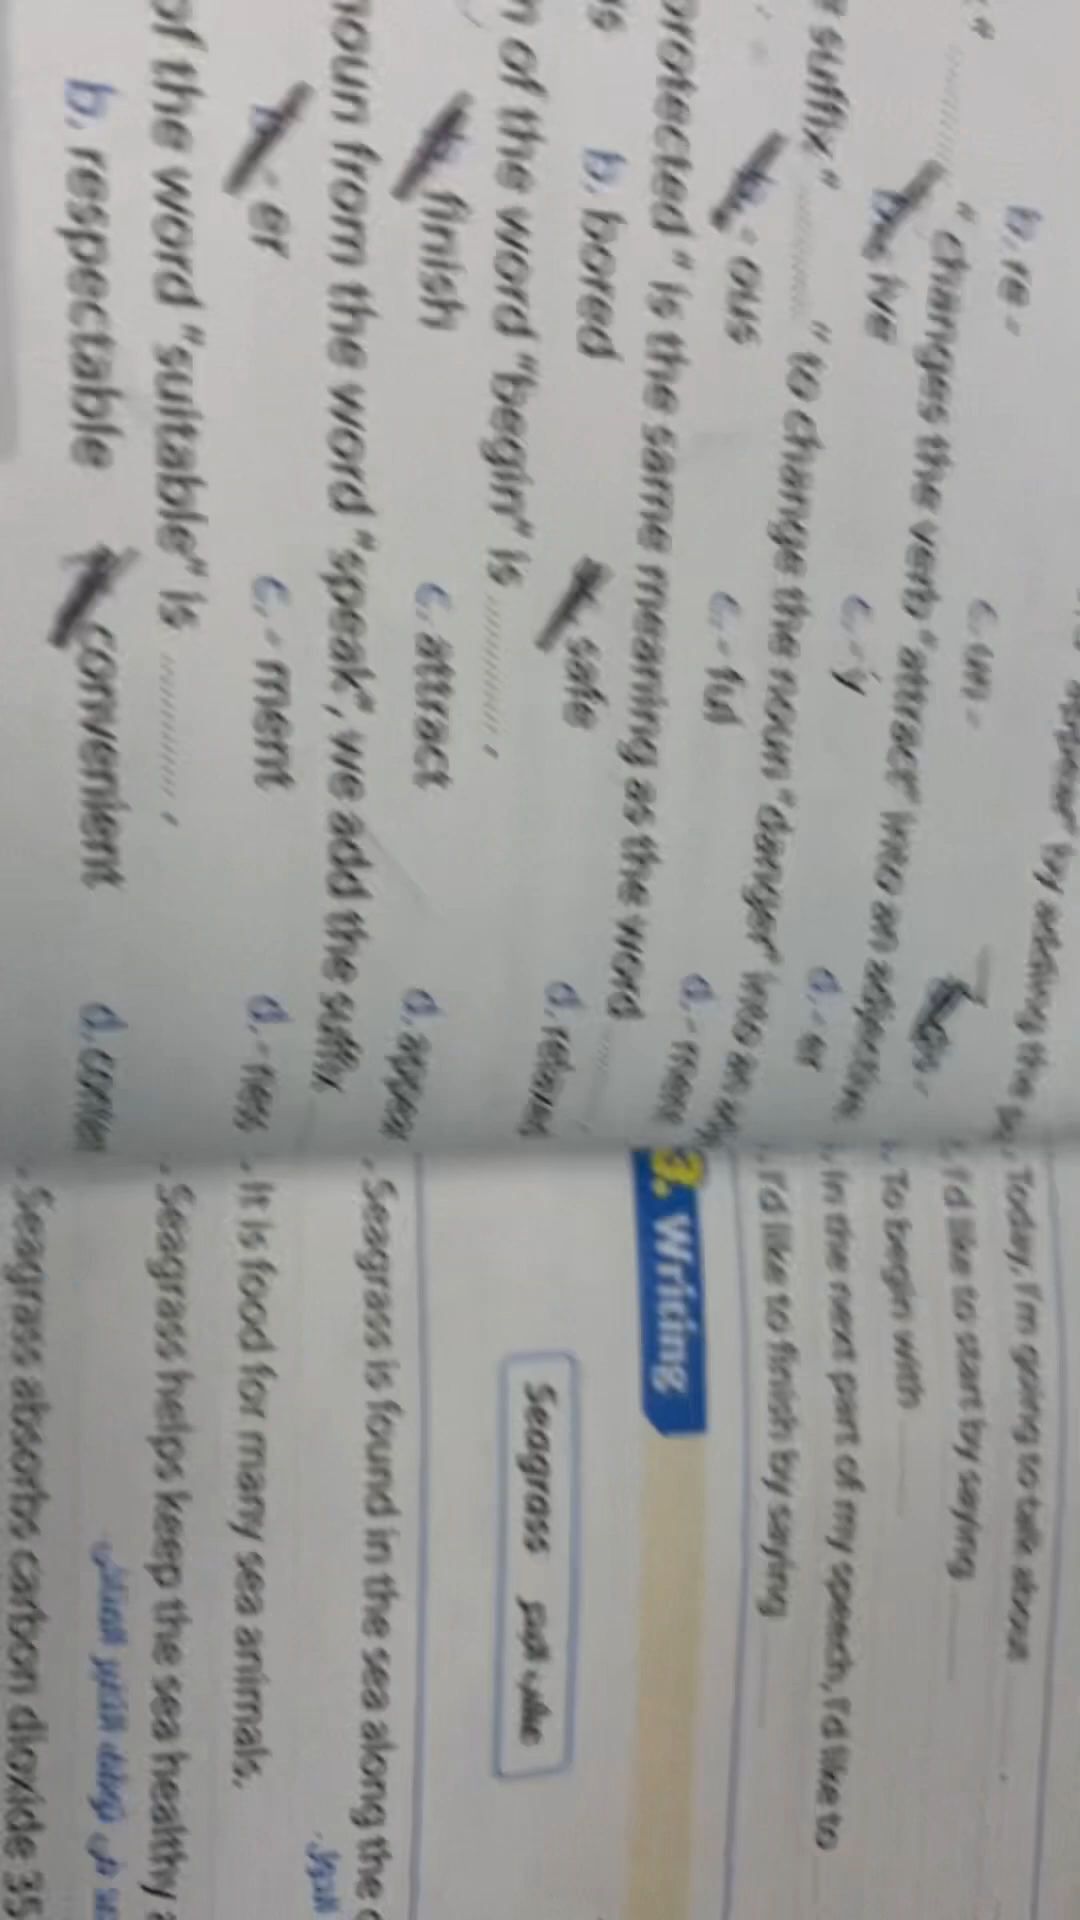 b. re -
c. un -
" changes the verb "attract" into an adjective
ive
c. - y
d. - er
suffix "............" to change the noun "danger" into an
- ous
c. - ful
d. - ment
protected" is the same meaning as the word
b. bored
safe
d. relaxed
of the word "begin" is ............,
finish
c. attract
noun from the word "speak", we add the suffix
- er
c. - ment
d. - ness
of the word "suitable" is ............,
b. respectable
convenient
Today, I'm going to talk about
I'd like to start by saying
To begin with
In the next part of my speech, I'd like to
I'd like to finish by saying
3. Writing
Seagrass عشب البحر
. Seagrass is found in the sea along the
. It is food for many sea animals.
. Seagrass helps keep the sea healthy
. Seagrass absorbs carbon dioxide 35